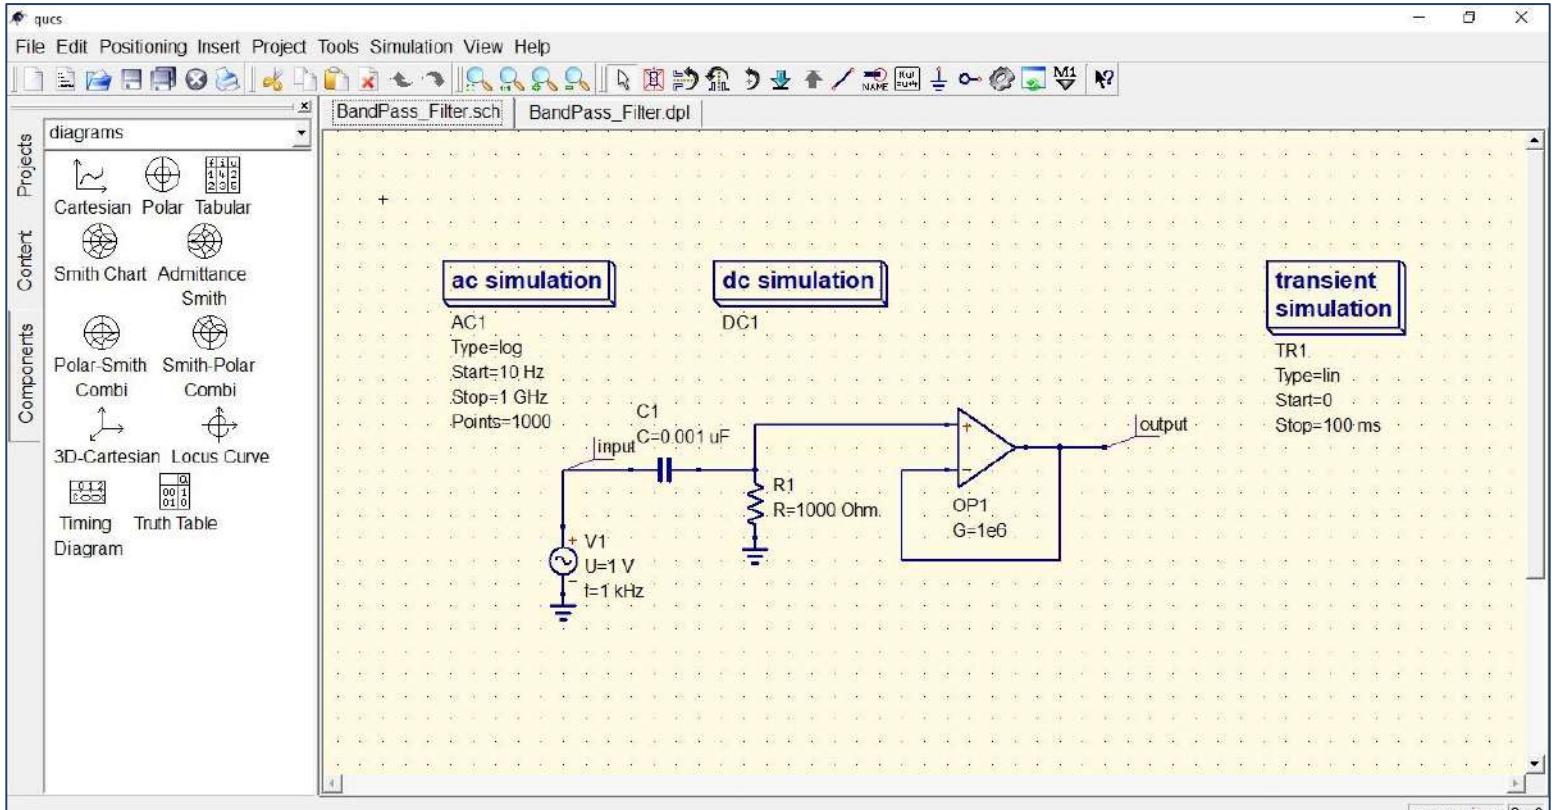 qucs
File Edit Positioning Insert Project Tools Simulation View Help
NAME
M1
BandPass_Filter.sch
BandPass_Filter.dpl
Projects
Content
Components
diagrams
Cartesian Polar Tabular
Smith Chart Admittance
Smith
Polar-Smith Smith-Polar
Combi Combi
3D-Cartesian Locus Curve
Timing Truth Table
Diagram
ac simulation
AC1
Type=log
Start=10 Hz
Stop=1 GHz
Points=1000
dc simulation
DC1
transient
simulation
TR1
Type=lin
Start=0
Stop=100 ms
input
C1
C=0.001 uF
R1
R=1000 Ohm
V1
U=1 V
f=1 kHz
+
−
OP1
G=1e6
output